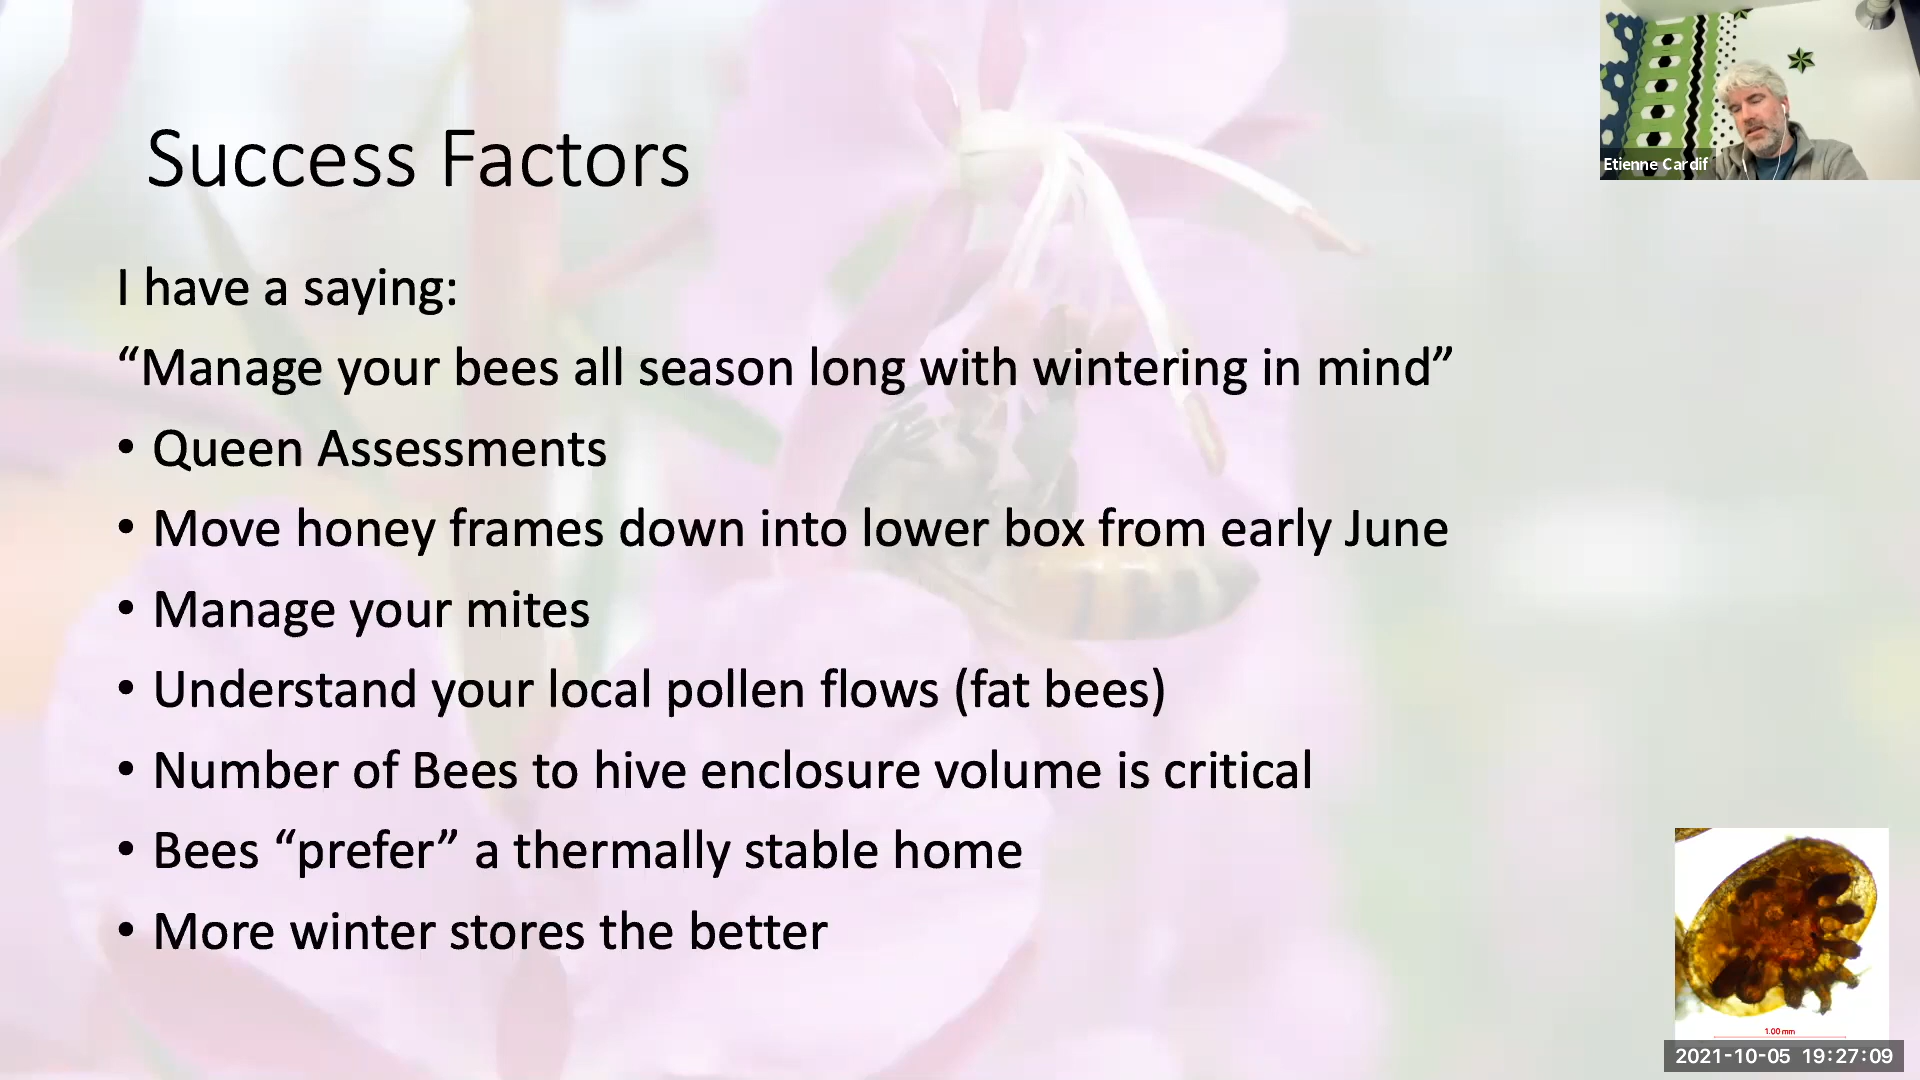 Success Factors
Etienne Cardif
I have a saying:
“Manage your bees all season long with wintering in mind”
• Queen Assessments
• Move honey frames down into lower box from early June
• Manage your mites
• Understand your local pollen flows (fat bees)
• Number of Bees to hive enclosure volume is critical
• Bees “prefer” a thermally stable home
• More winter stores the better
1.00 mm
2021-10-05 19:27:09